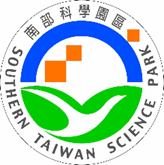 南部科學園區
SOUTHERN TAIWAN SCIENCE PARK